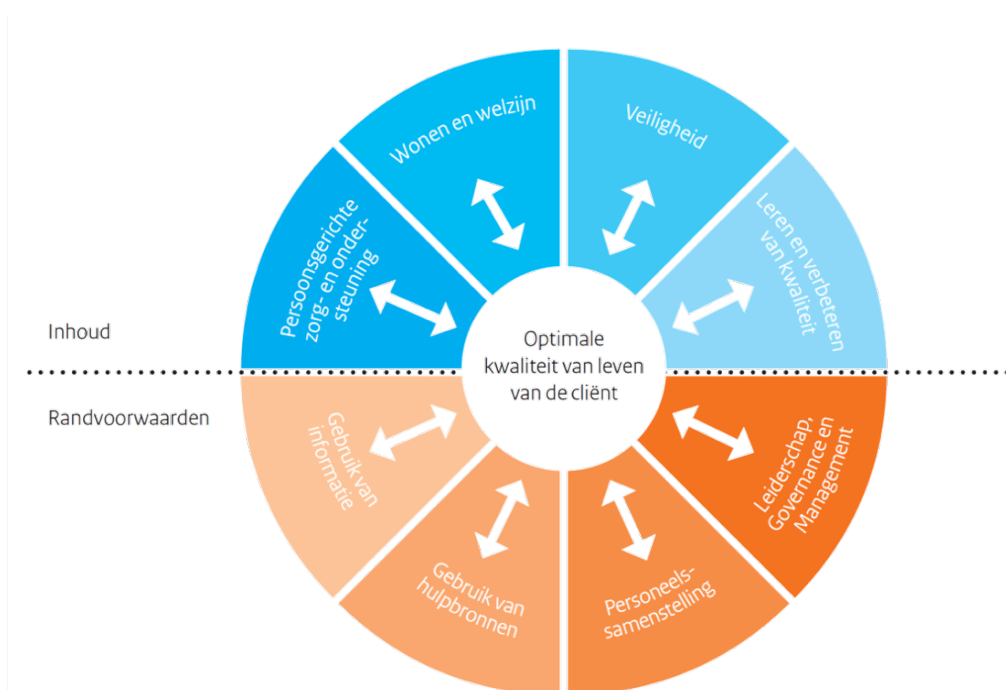 Wonen en welzijn
Veiligheid
Persoonsgerichte
zorg- en onder-
steuning
Leren en verbeteren
van kwaliteit
Inhoud
Optimale
kwaliteit van leven
van de cliënt
Randvoorwaarden
Gebruik van
informatie
Leiderschap,
Governance en
Management
Gebruik van
hulpbronnen
Personeels-
samenstelling